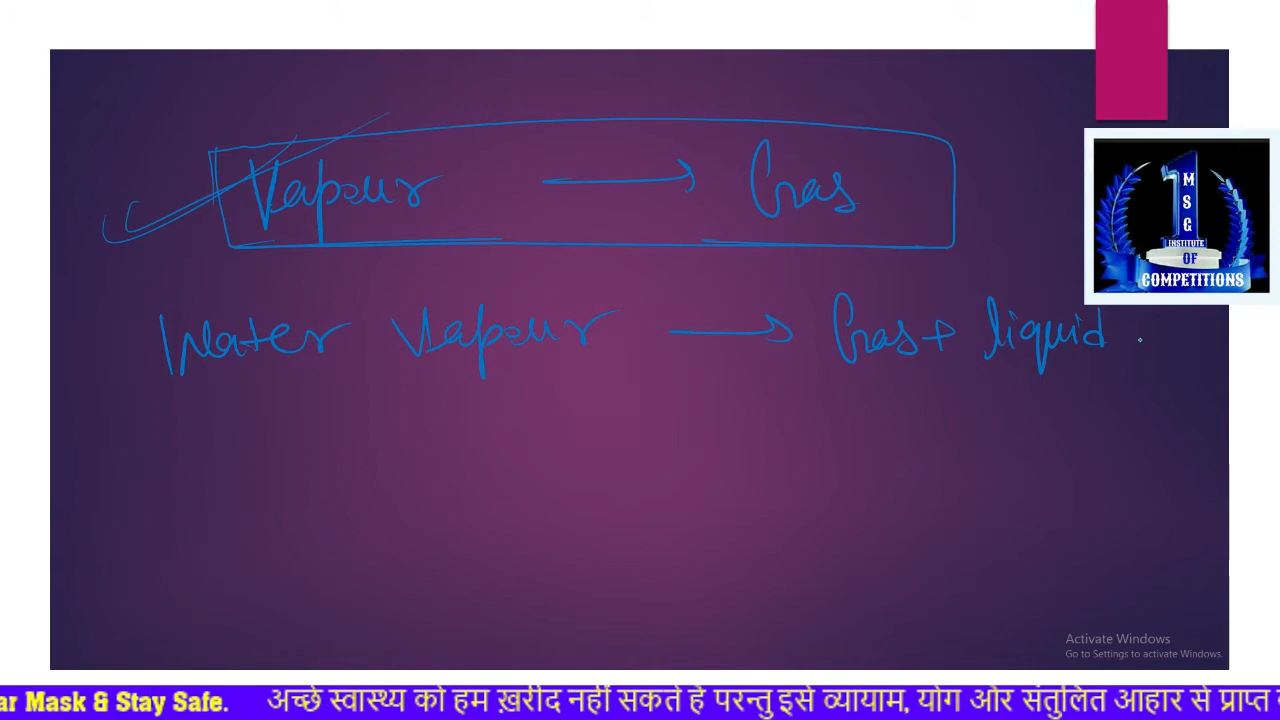 Vapour → Gas
Water Vapour → Gas + liquid .
1
MSG
INSTITUTE
OF
COMPETITIONS
Activate Windows
Go to Settings to activate Windows.
ar Mask & Stay Safe. अच्छे स्वास्थ्य को हम ख़रीद नहीं सकते हैं परन्तु इसे व्यायाम, योग और संतुलित आहार से प्राप्त